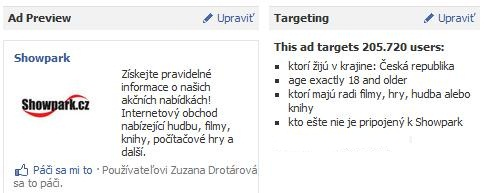 Ad Preview
Upraviť
Showpark
Showpark.cz
Získejte pravidelné
informace o našich
akčních nabídkách!
Internetový obchod
nabízející hudbu, filmy,
knihy, počítačové hry a
další.
Páči sa mi to · Používateľovi Zuzana Drotárová
sa to páči.
Targeting
Upraviť
This ad targets 205.720 users:
ktorí žijú v krajine: Česká republika
age exactly 18 and older
ktorí majú radi filmy, hry, hudba alebo
knihy
kto ešte nie je pripojený k Showpark